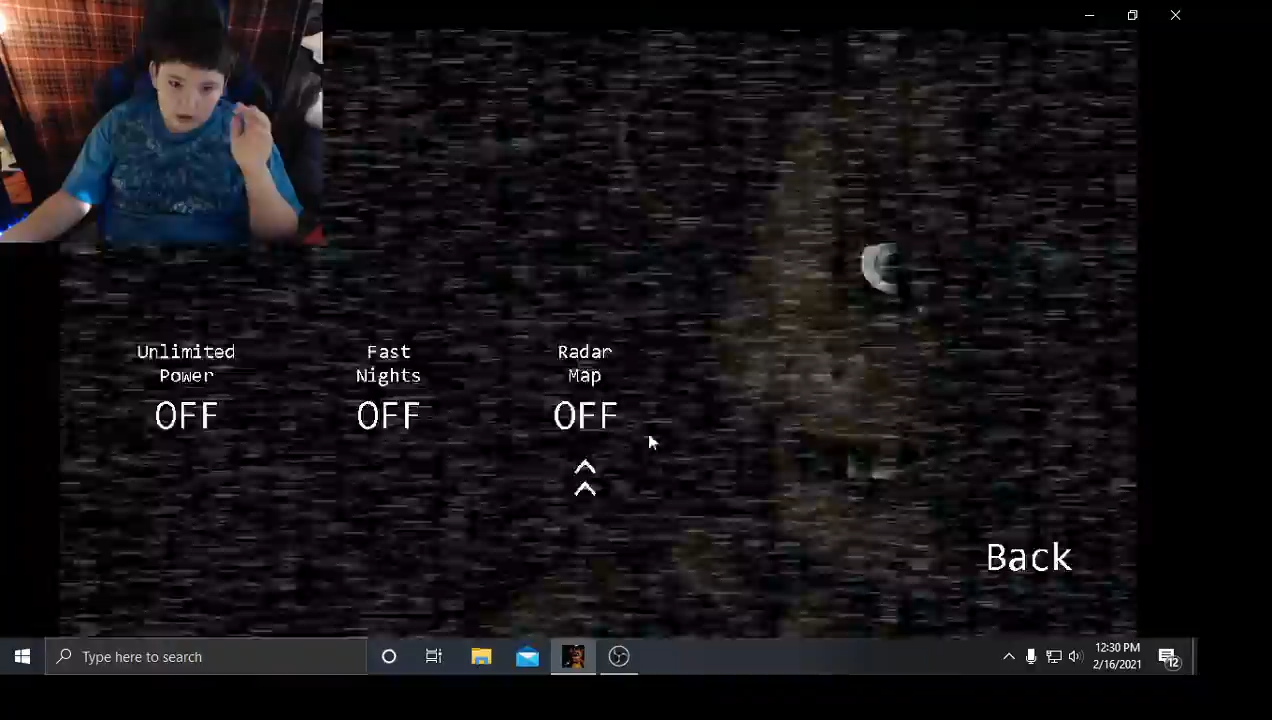 Unlimited
Power
OFF
Fast
Nights
OFF
Radar
Map
OFF
Back
Type here to search
12:30 PM
2/16/2021
12